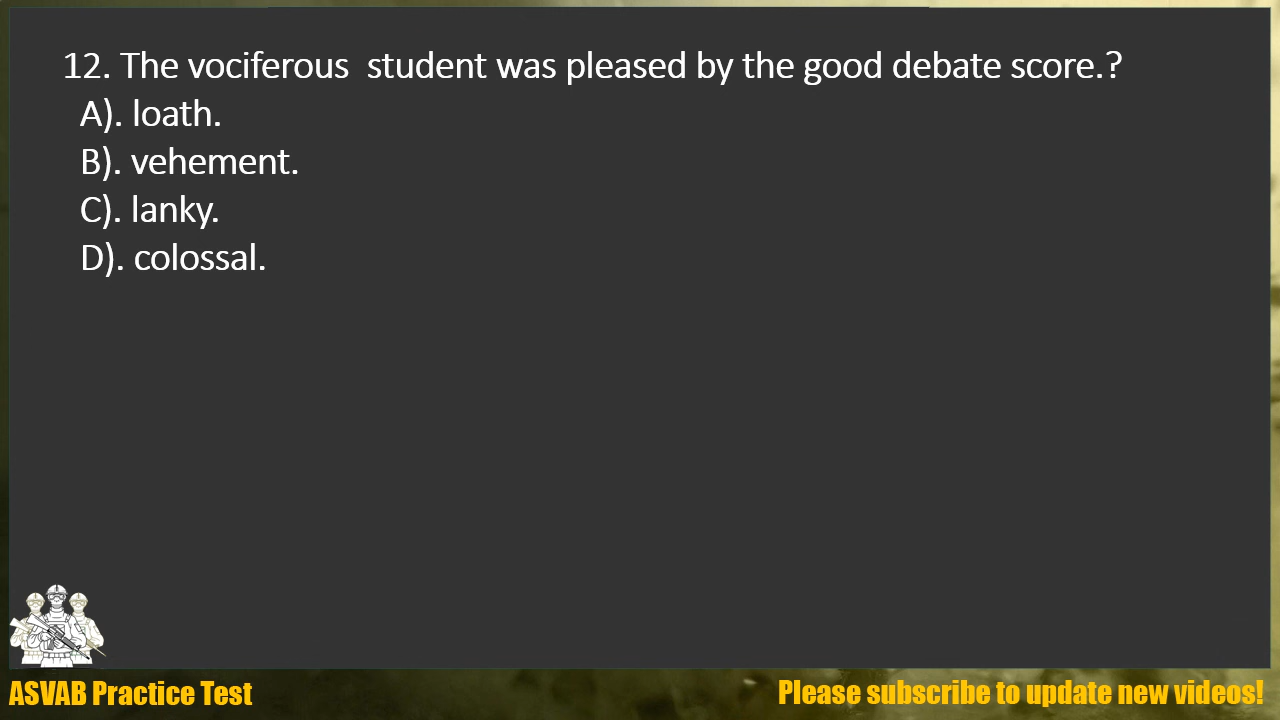 12. The vociferous  student was pleased by the good debate score.?
A). loath.
B). vehement.
C). lanky.
D). colossal.
ASVAB Practice Test
Please subscribe to update new videos!